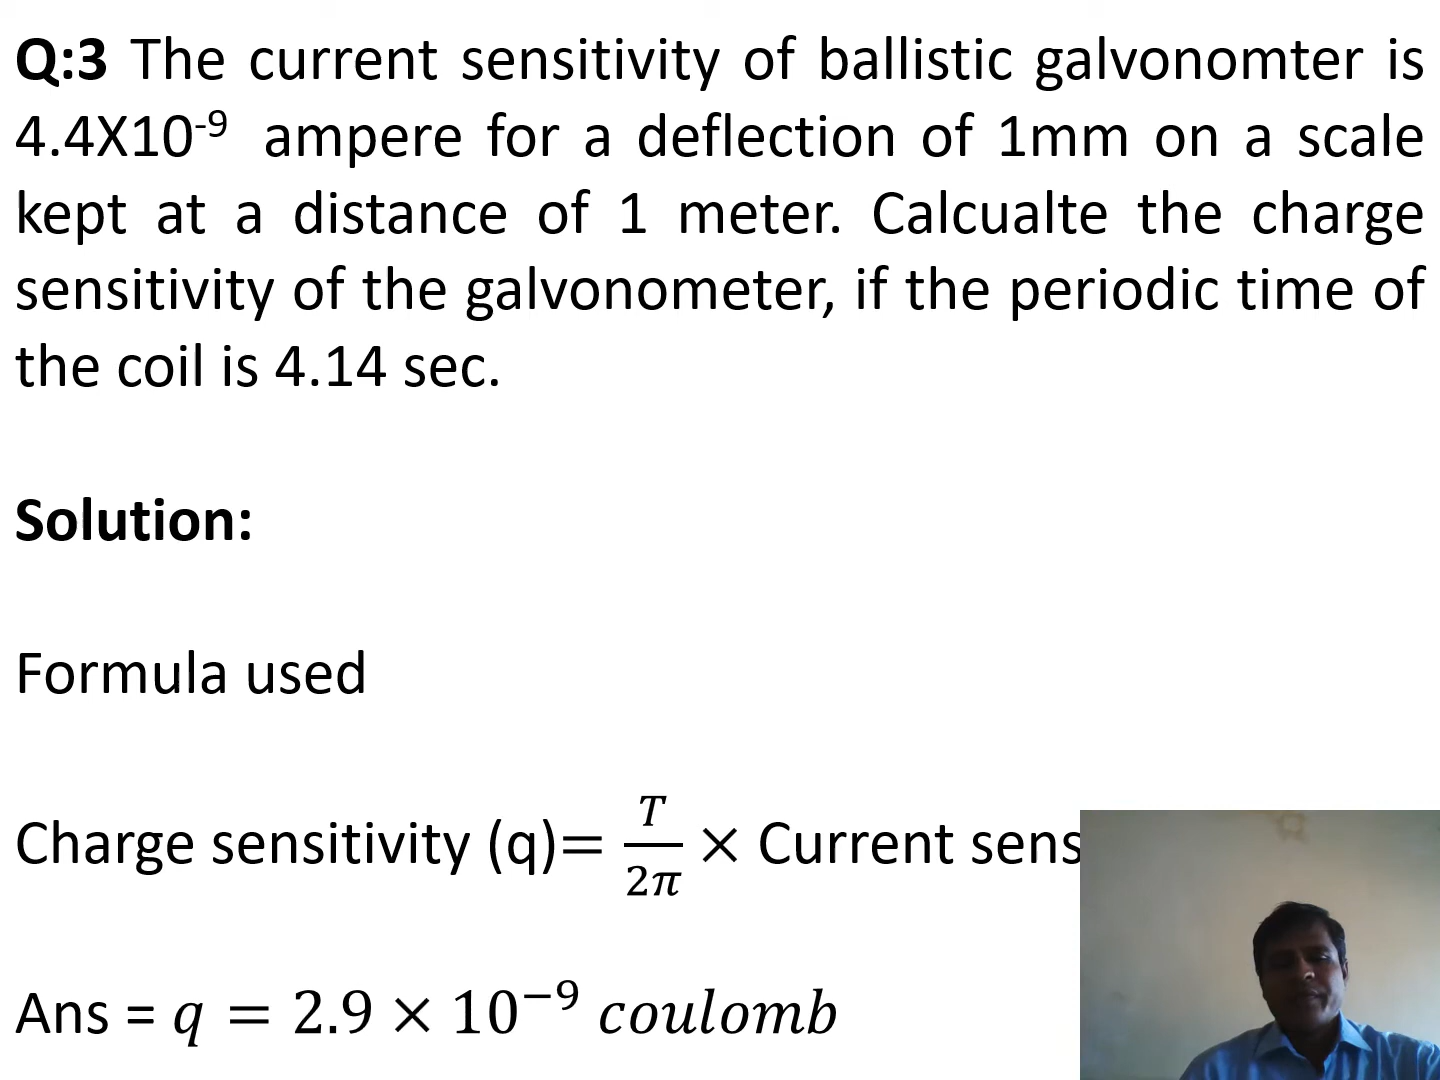 Q:3 The current sensitivity of ballistic galvonomter is
4.4X10⁻⁹ ampere for a deflection of 1mm on a scale
kept at a distance of 1 meter. Calcualte the charge
sensitivity of the galvonometer, if the periodic time of
the coil is 4.14 sec.
Solution:
Formula used
Charge sensitivity (q)= T/2π × Current sens
Ans = q = 2.9 × 10⁻⁹ coulomb